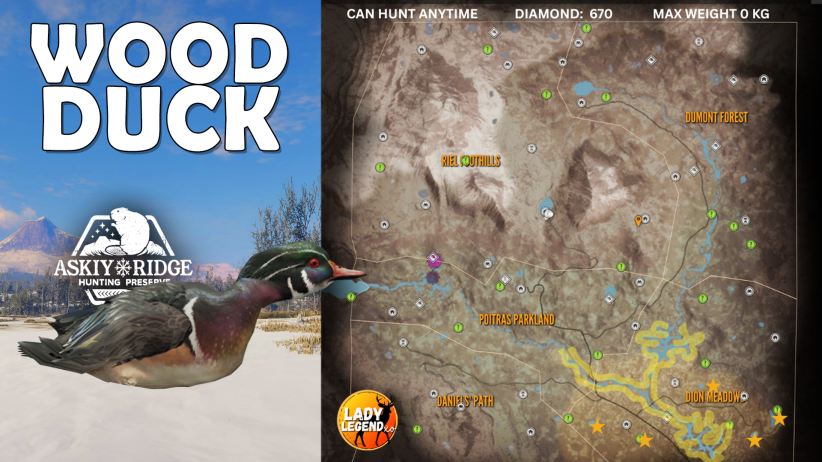 WOOD
DUCK
ASKIY RIDGE
HUNTING PRESERVE
CAN HUNT ANYTIME
DIAMOND: 670
MAX WEIGHT 0 KG
DUMONT FOREST
RIEL FOOTHILLS
POITRAS PARKLAND
DANIELS' PATH
DION MEADOW
LADY
LEGEND